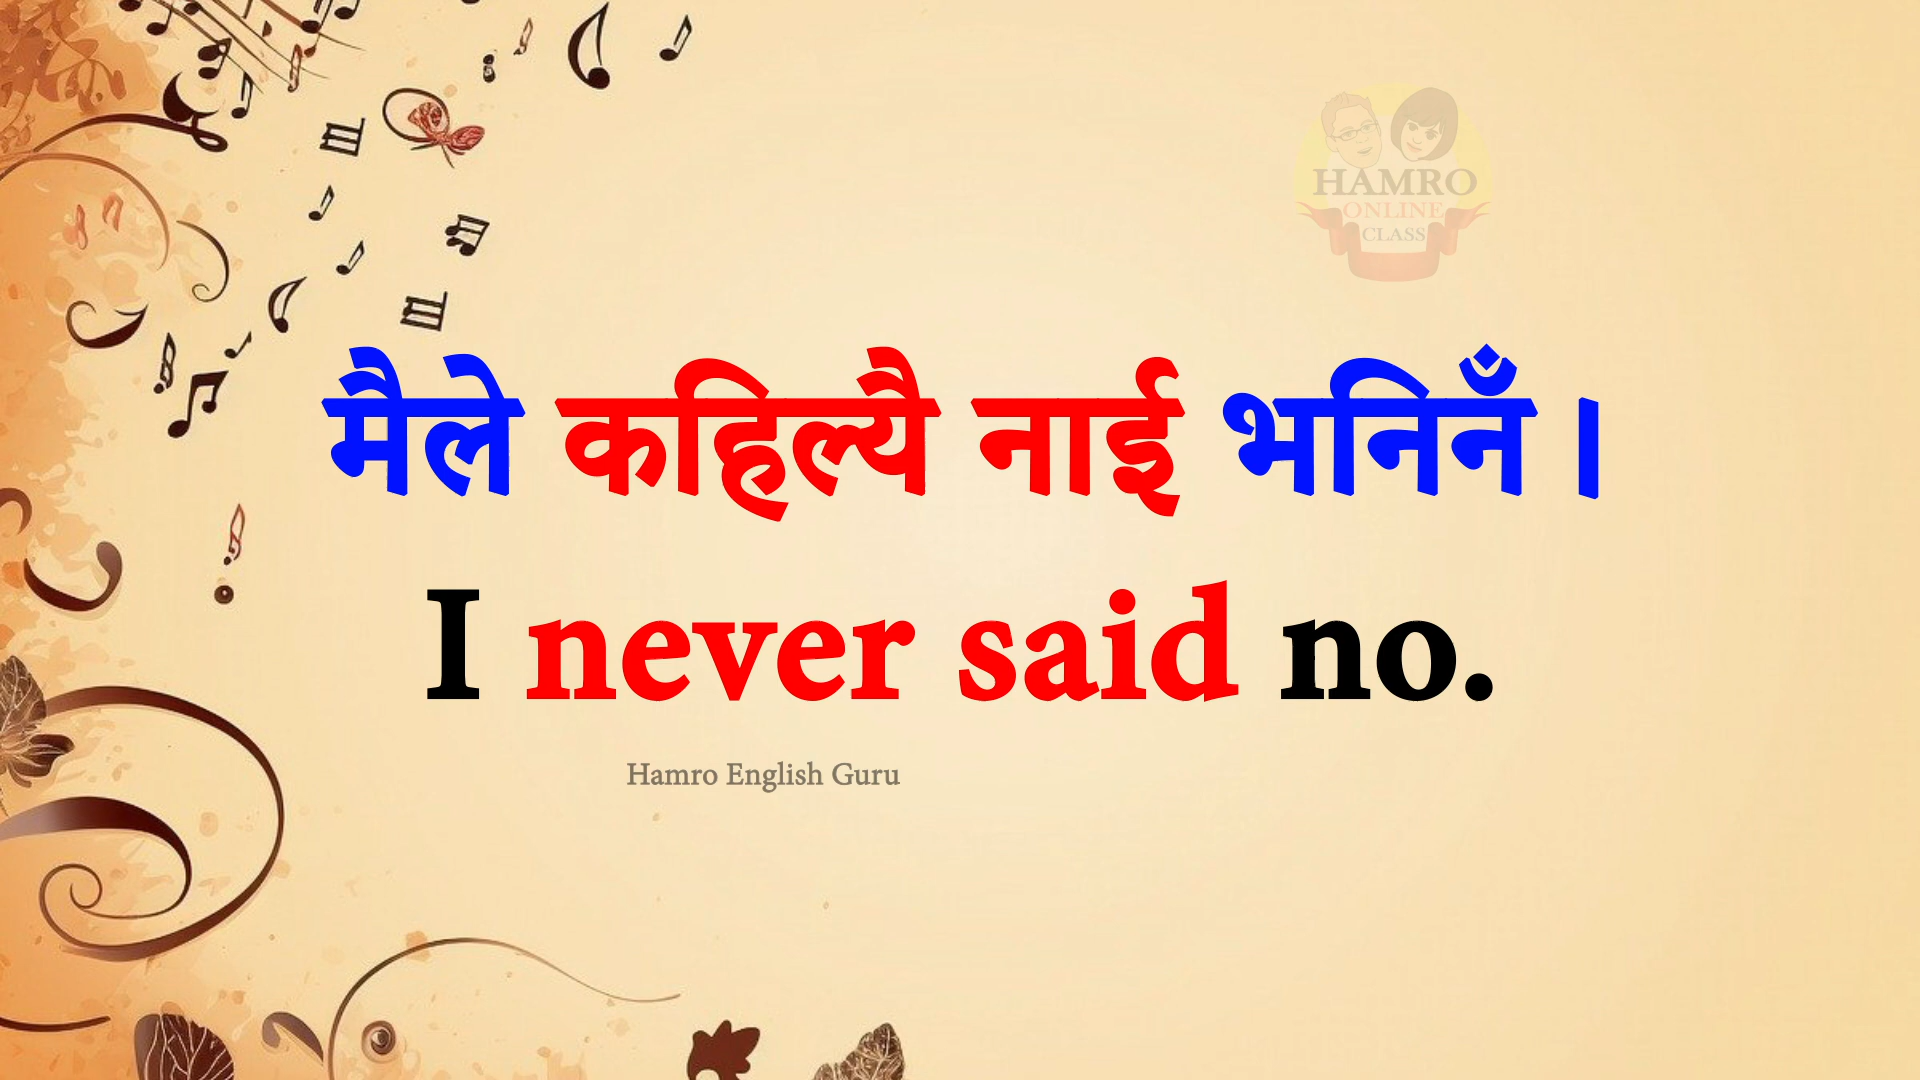 HAMRO
ONLINE
CLASS
मैले कहिल्यै नाई भनिनँ ।
I never said no.
Hamro English Guru